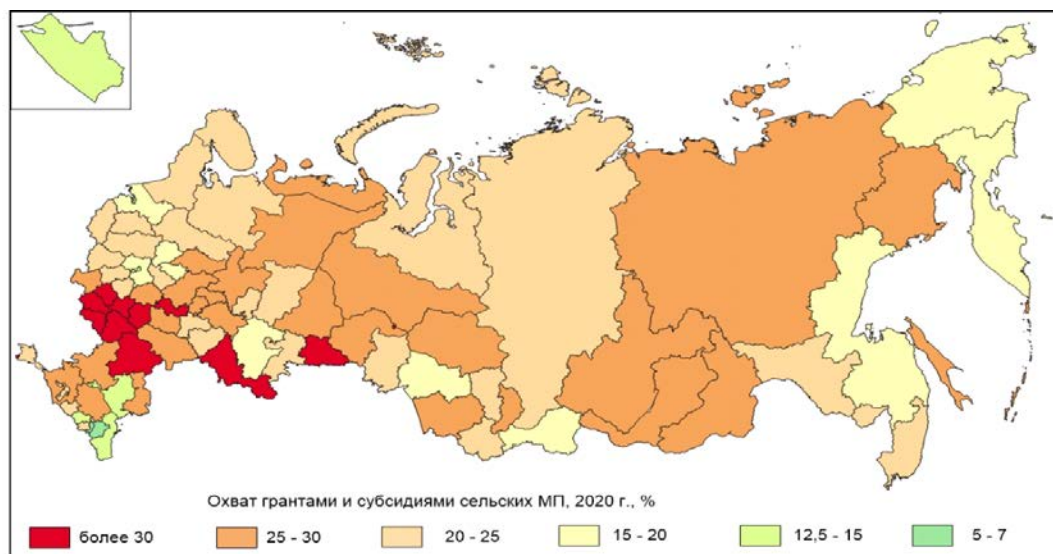 Охват грантами и субсидиями сельских МП, 2020 г., %
более 30 25 - 30 20 - 25 15 - 20 12,5 - 15 5 - 7